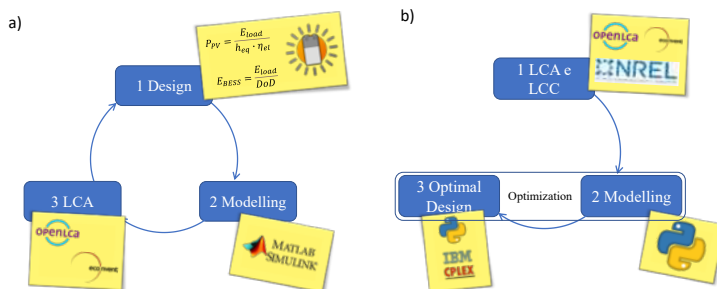 a)
P_PV = E_load / (h_eq · η_el)
E_BESS = E_load / DoD
1 Design
3 LCA
2 Modelling
openLCA
ecoinvent
MATLAB
SIMULINK
b)
openLCA
ecoinvent
NREL
1 LCA e
LCC
3 Optimal
Design
Optimization
2 Modelling
IBM
CPLEX